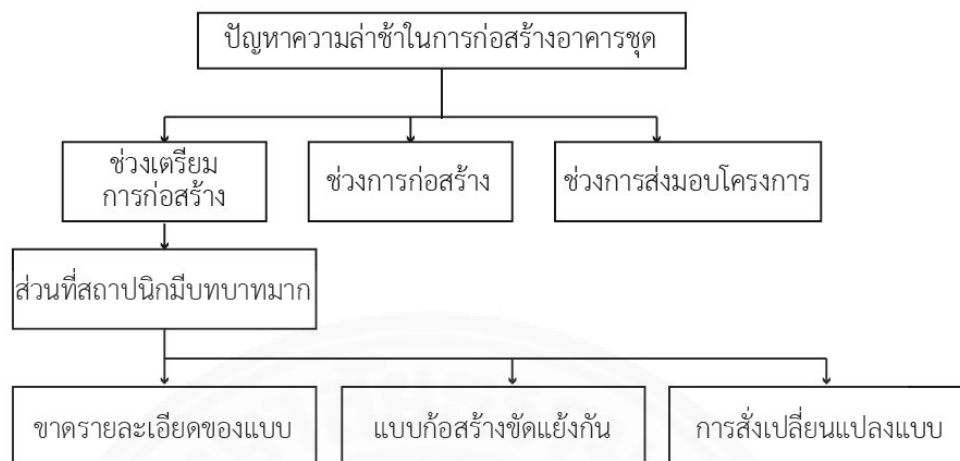 ปัญหาความล่าช้าในการก่อสร้างอาคารชุด
ช่วงเตรียม
การก่อสร้าง
ช่วงการก่อสร้าง
ช่วงการส่งมอบโครงการ
ส่วนที่สถาปนิกมีบทบาทมาก
ขาดรายละเอียดของแบบ
แบบก้อสร้างขัดแย้งกัน
การสั่งเปลี่ยนแปลงแบบ